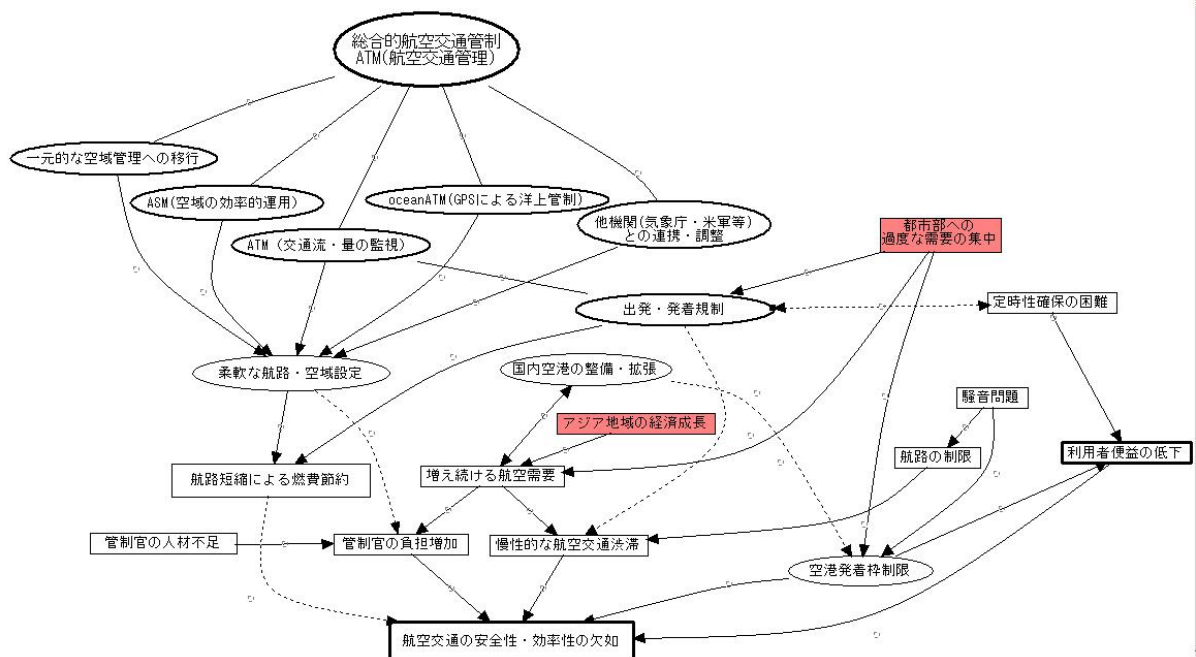 総合的航空交通管制
ATM(航空交通管理)
一元的な空域管理への移行
ASM(空域の効率的運用)
oceanATM(GPSによる洋上管制)
他機関(気象庁・米軍等)
との連携・調整
ATM (交通流・量の監視)
都市部への
過度な需要の集中
出発・発着規制
定時性確保の困難
柔軟な航路・空域設定
国内空港の整備・拡張
騒音問題
アジア地域の経済成長
航路の制限
利用者便益の低下
航路短縮による燃費節約
増え続ける航空需要
管制官の人材不足
管制官の負担増加
慢性的な航空交通渋滞
空港発着枠制限
航空交通の安全性・効率性の欠如